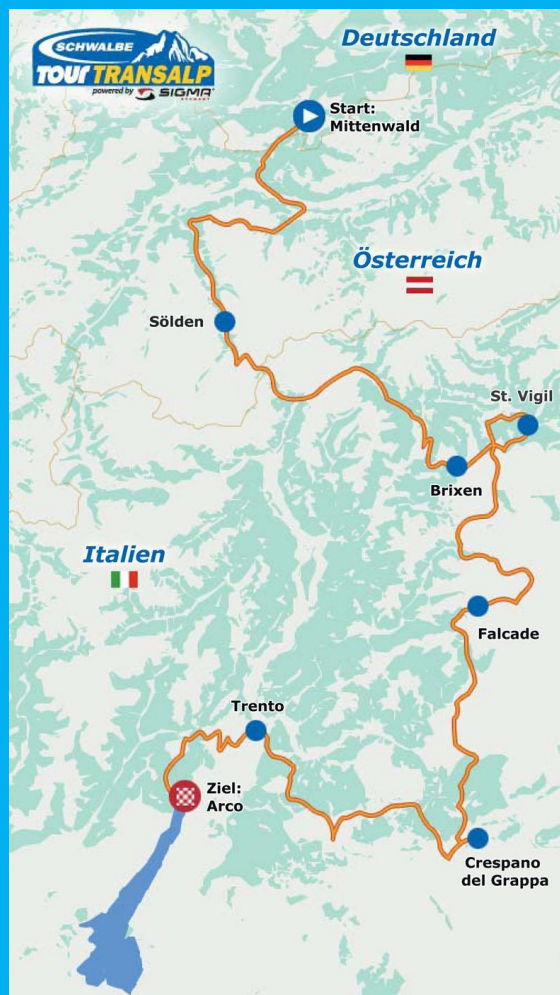 SCHWALBE
TOUR TRANSALP
powered by SIGMA
GERMANY
Deutschland
Start:
Mittenwald
Österreich
Sölden
St. Vigil
Brixen
Italien
Falcade
Trento
Ziel:
Arco
Crespano
del Grappa